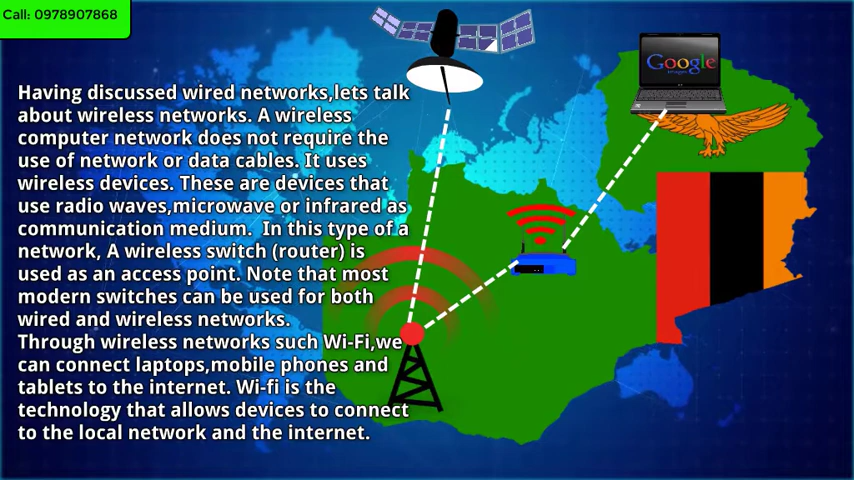 Call: 0978907868
Having discussed wired networks,lets talk
about wireless networks. A wireless
computer network does not require the
use of network or data cables. It uses
wireless devices. These are devices that
use radio waves,microwave or infrared as
communication medium.  In this type of a
network, A wireless switch (router) is
used as an access point. Note that most
modern switches can be used for both
wired and wireless networks.
Through wireless networks such Wi-Fi,we
can connect laptops,mobile phones and
tablets to the internet. Wi-fi is the
technology that allows devices to connect
to the local network and the internet.
Google
images